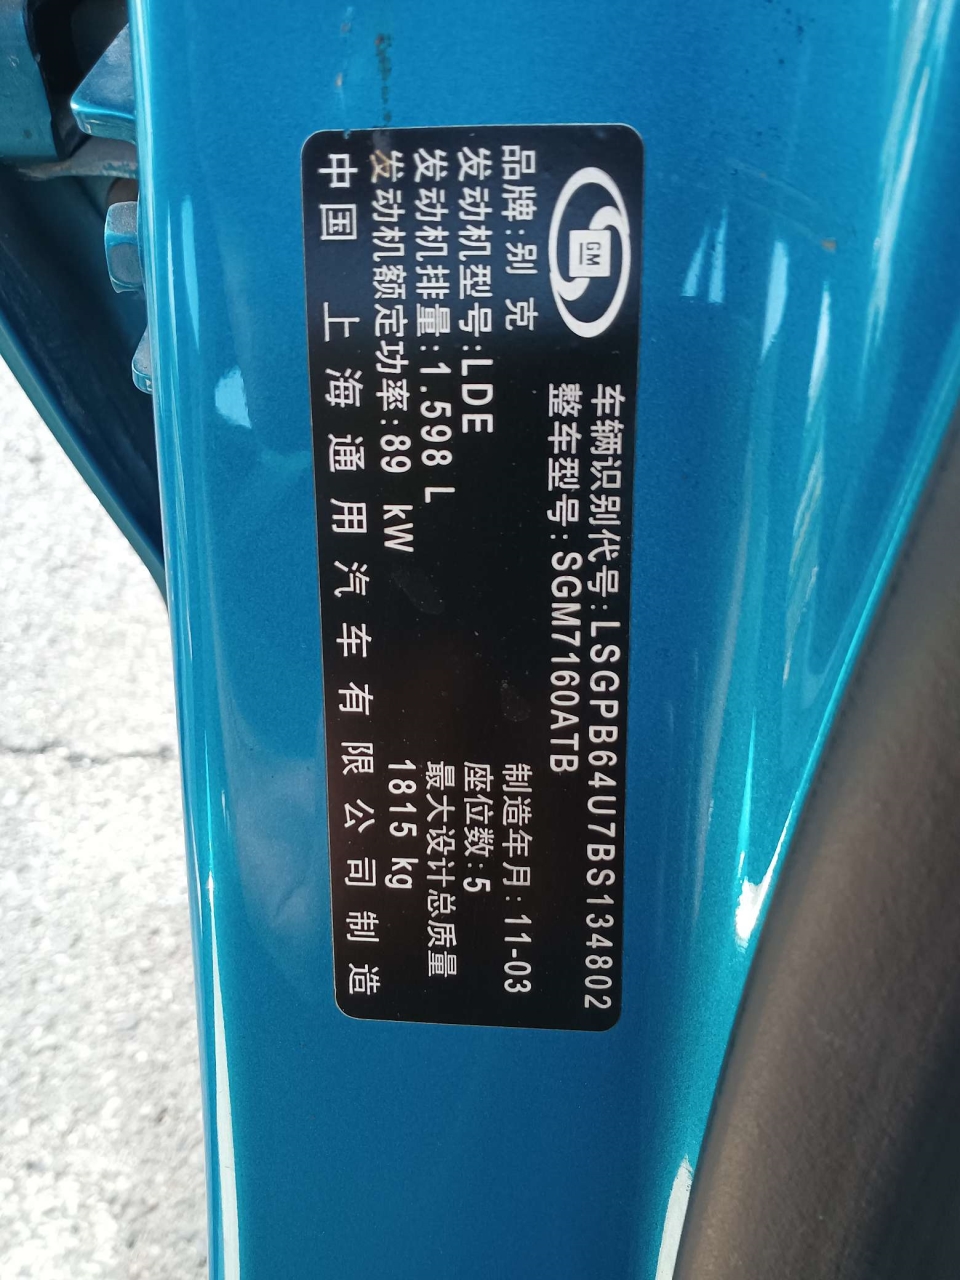 GM
车辆识别代号:LSGPB64U7BS134802
整车型号:SGM7160ATB
品牌:别 克
发动机型号:LDE
发动机排量:1.598 L
发动机额定功率:89 kW
制造年月:11-03
座位数:5
最大设计总质量
1815 kg
中国 上海通用汽车有限公司制造